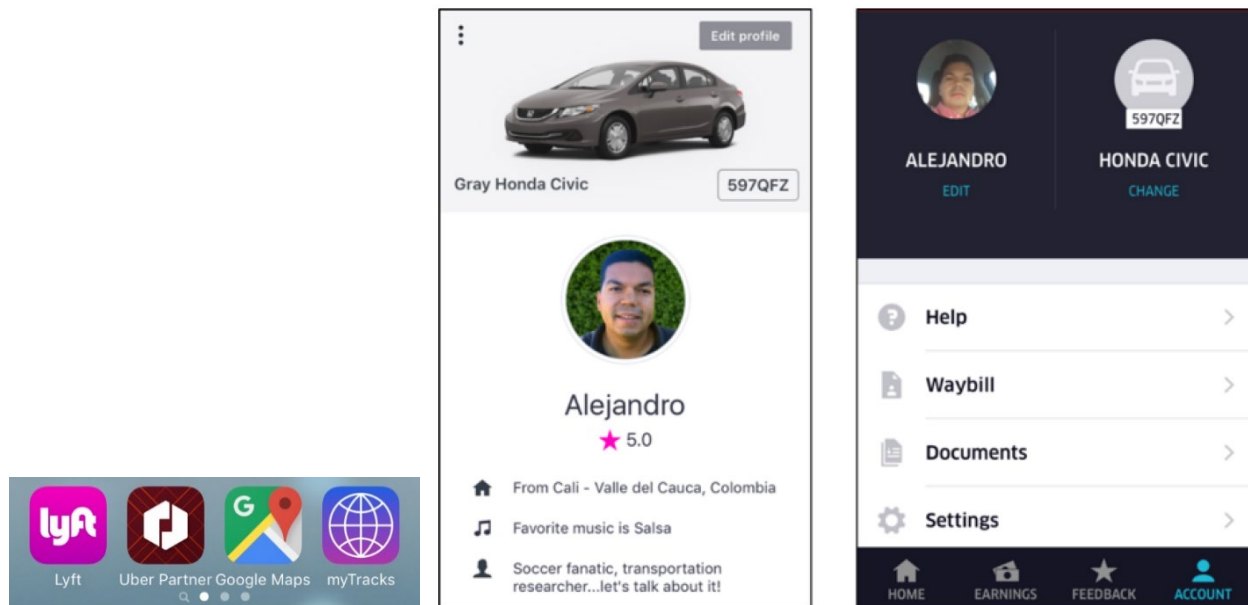 lyft
G
Lyft
Uber Partner
Google Maps
myTracks
Edit profile
Gray Honda Civic
597QFZ
Alejandro
5.0
From Cali - Valle del Cauca, Colombia
Favorite music is Salsa
Soccer fanatic, transportation
researcher...let's talk about it!
597QFZ
ALEJANDRO
HONDA CIVIC
EDIT
CHANGE
Help
Waybill
Documents
Settings
HOME
EARNINGS
FEEDBACK
ACCOUNT